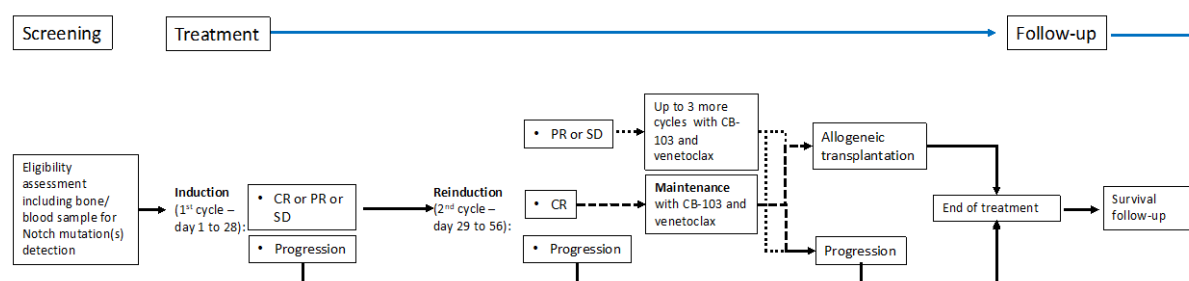 Screening
Treatment
Follow-up
Eligibility
assessment
including bone/
blood sample for
Notch mutation(s)
detection
Induction
(1st cycle –
day 1 to 28):
• CR or PR or
SD
• Progression
Reinduction
(2nd cycle –
day 29 to 56):
• PR or SD
• CR
• Progression
Up to 3 more
cycles with CB-
103 and
venetoclax
Maintenance
with CB-103 and
venetoclax
Allogeneic
transplantation
Progression
End of treatment
Survival
follow-up